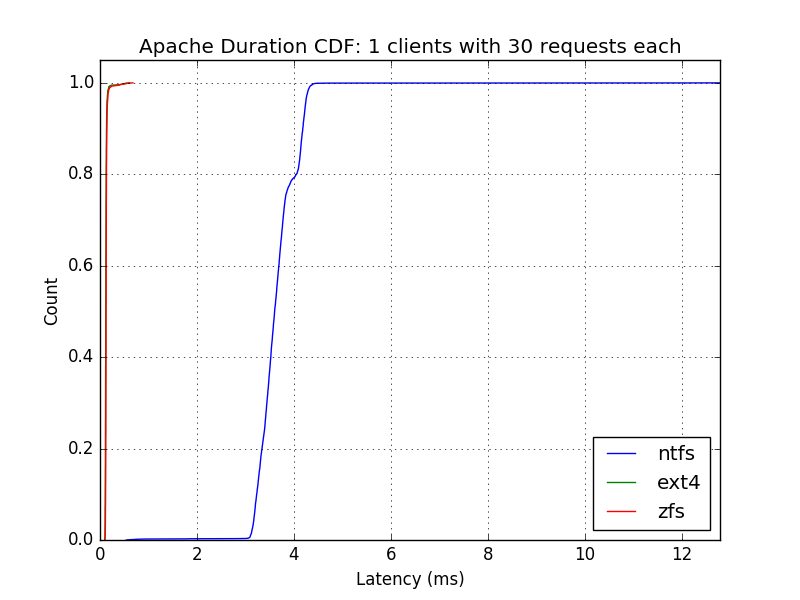 Apache Duration CDF: 1 clients with 30 requests each
1.0
0.8
0.6
0.4
0.2
0.0
Count
0 2 4 6 8 10 12
Latency (ms)
ntfs
ext4
zfs